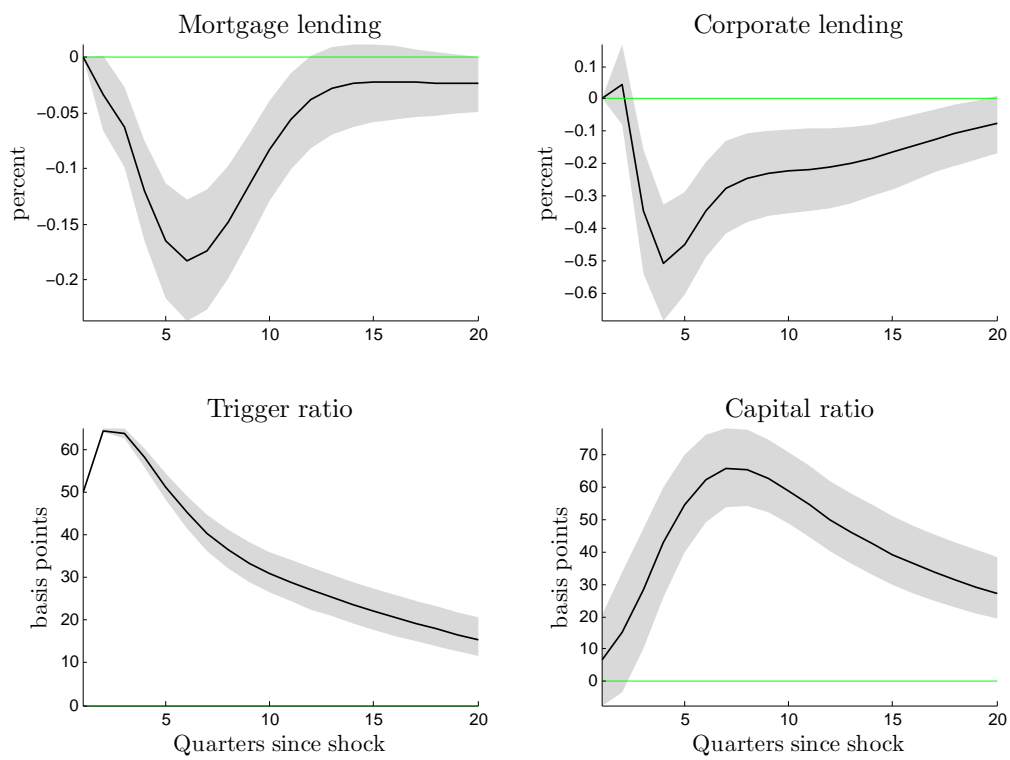 Mortgage lending
percent
0
−0.05
−0.1
−0.15
−0.2
5 10 15 20
Corporate lending
percent
0.1
0
−0.1
−0.2
−0.3
−0.4
−0.5
−0.6
5 10 15 20
Trigger ratio
basis points
60
50
40
30
20
10
0
5 10 15 20
Quarters since shock
Capital ratio
basis points
70
60
50
40
30
20
10
0
5 10 15 20
Quarters since shock